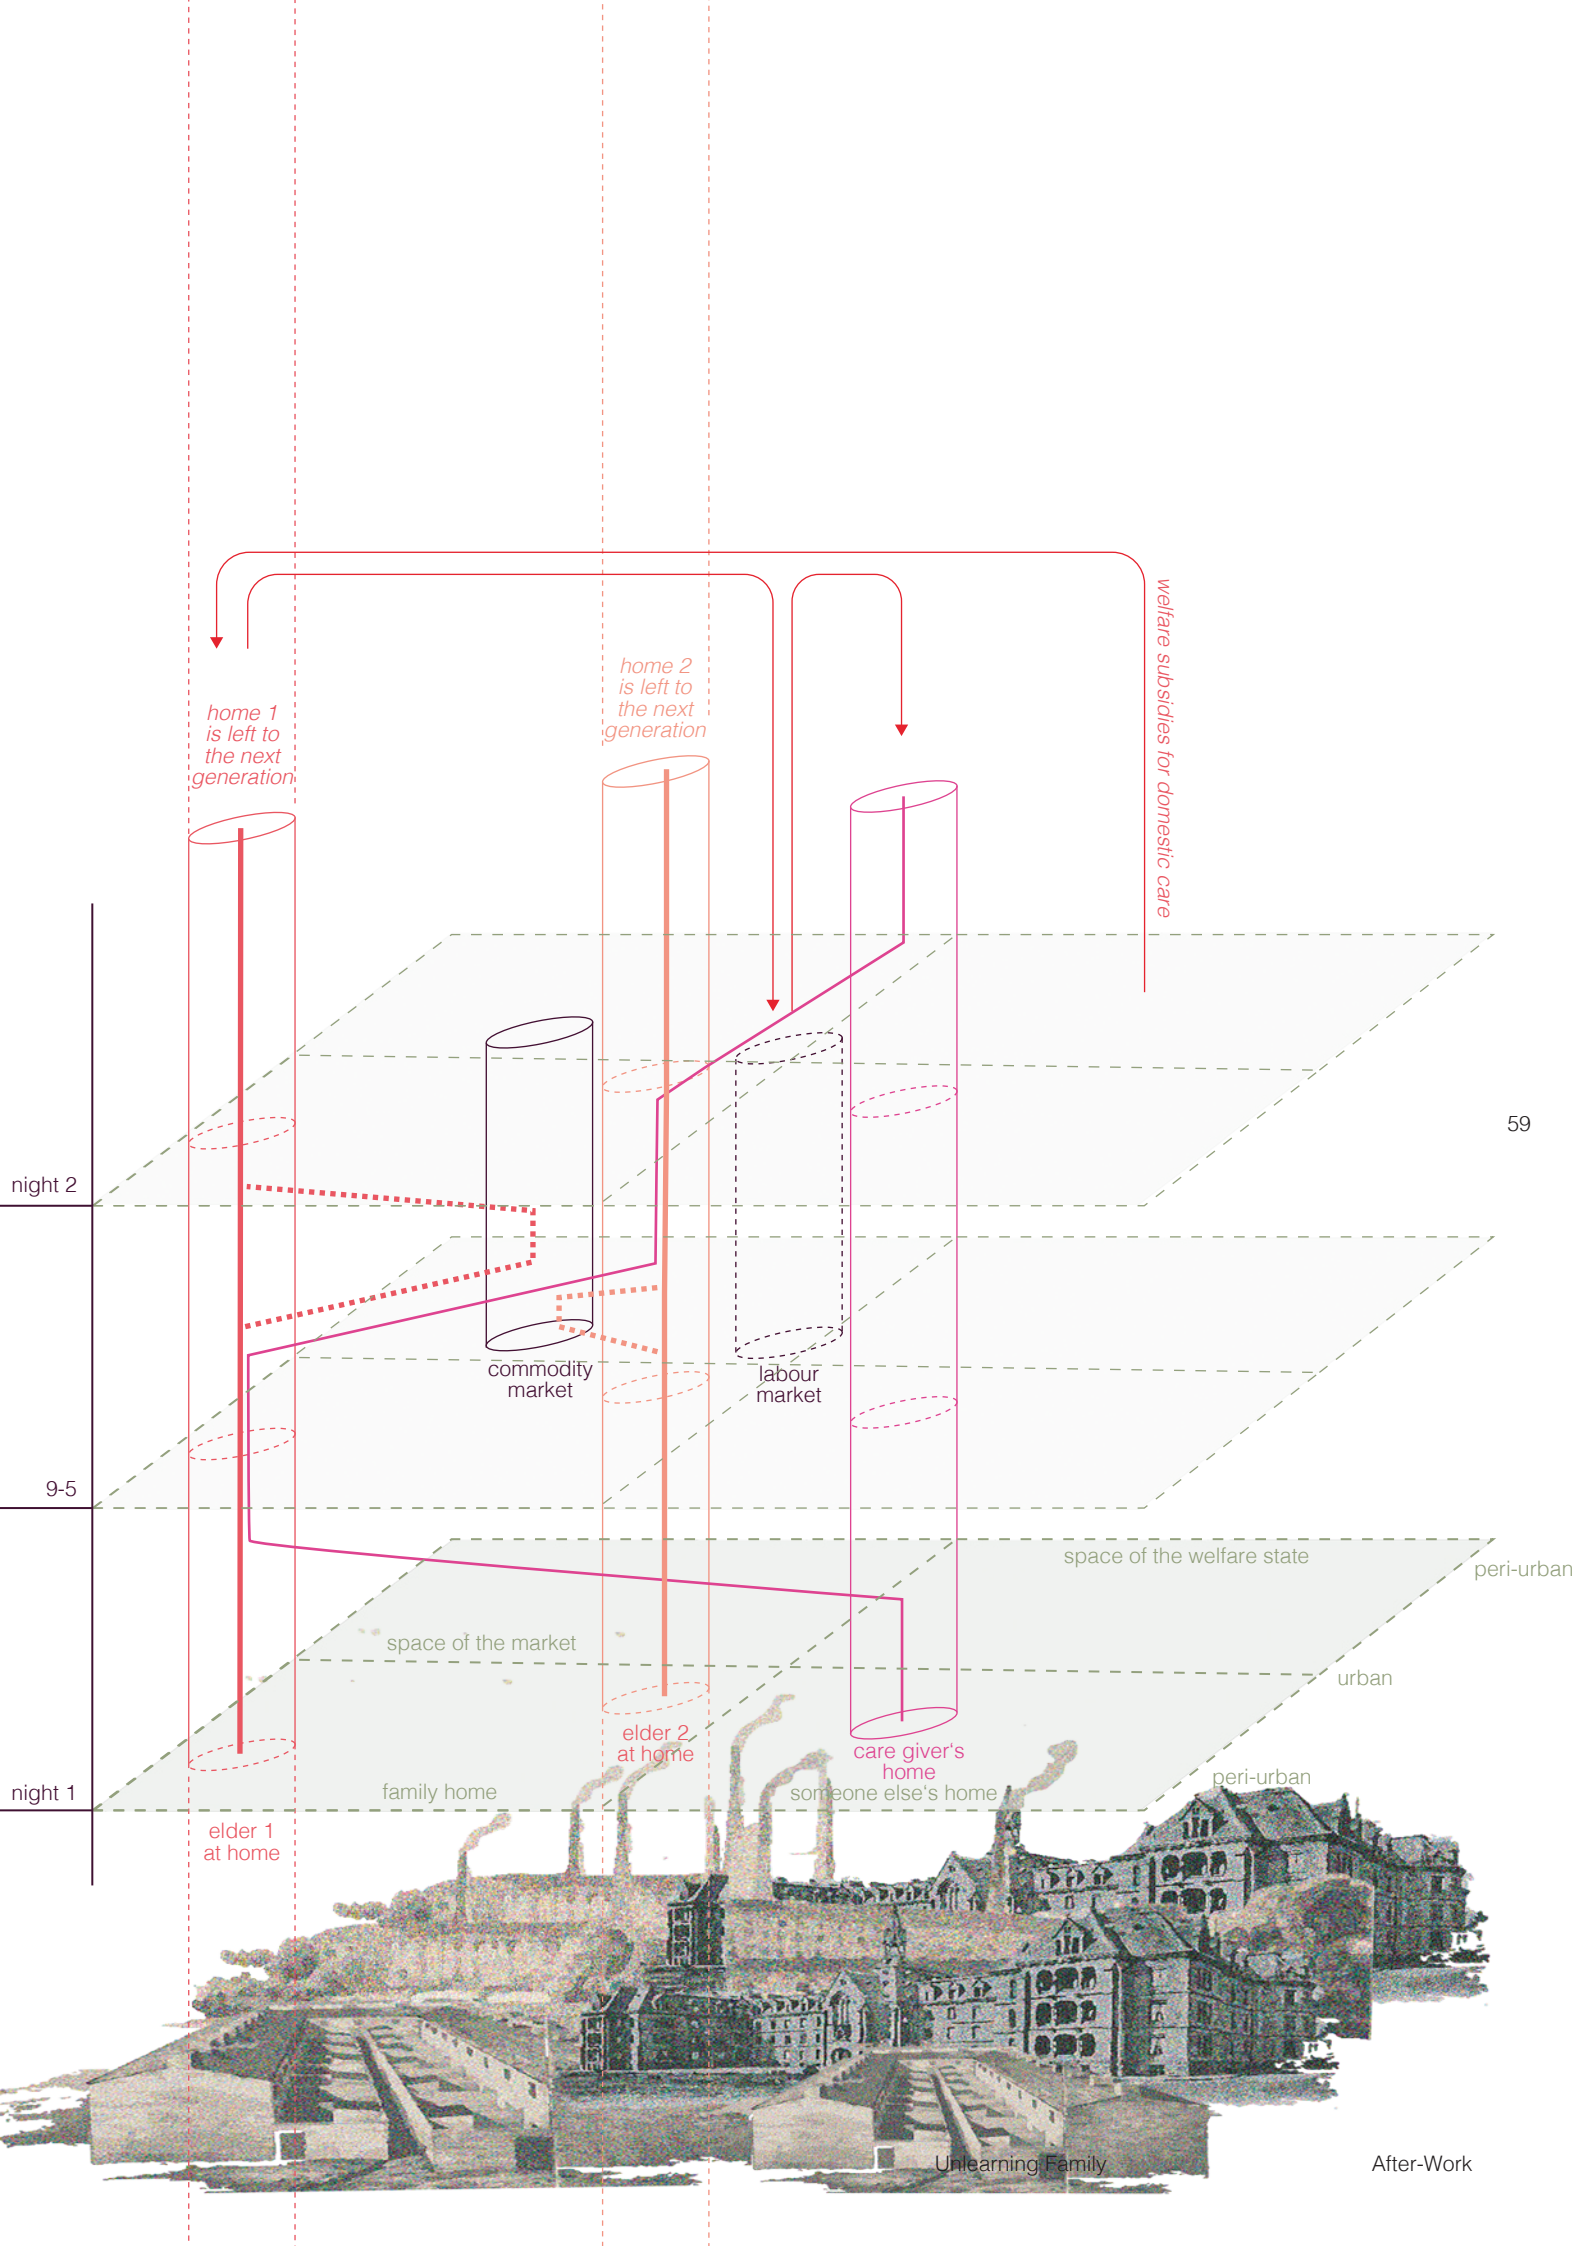 welfare subsidies for domestic care
home 2
is left to
the next
generation
home 1
is left to
the next
generation
59
night 2
commodity
market
labour
market
9-5
space of the welfare state
peri-urban
space of the market
urban
elder 2
at home
care giver's
home
peri-urban
family home
someone else's home
night 1
elder 1
at home
Unlearning Family
After-Work